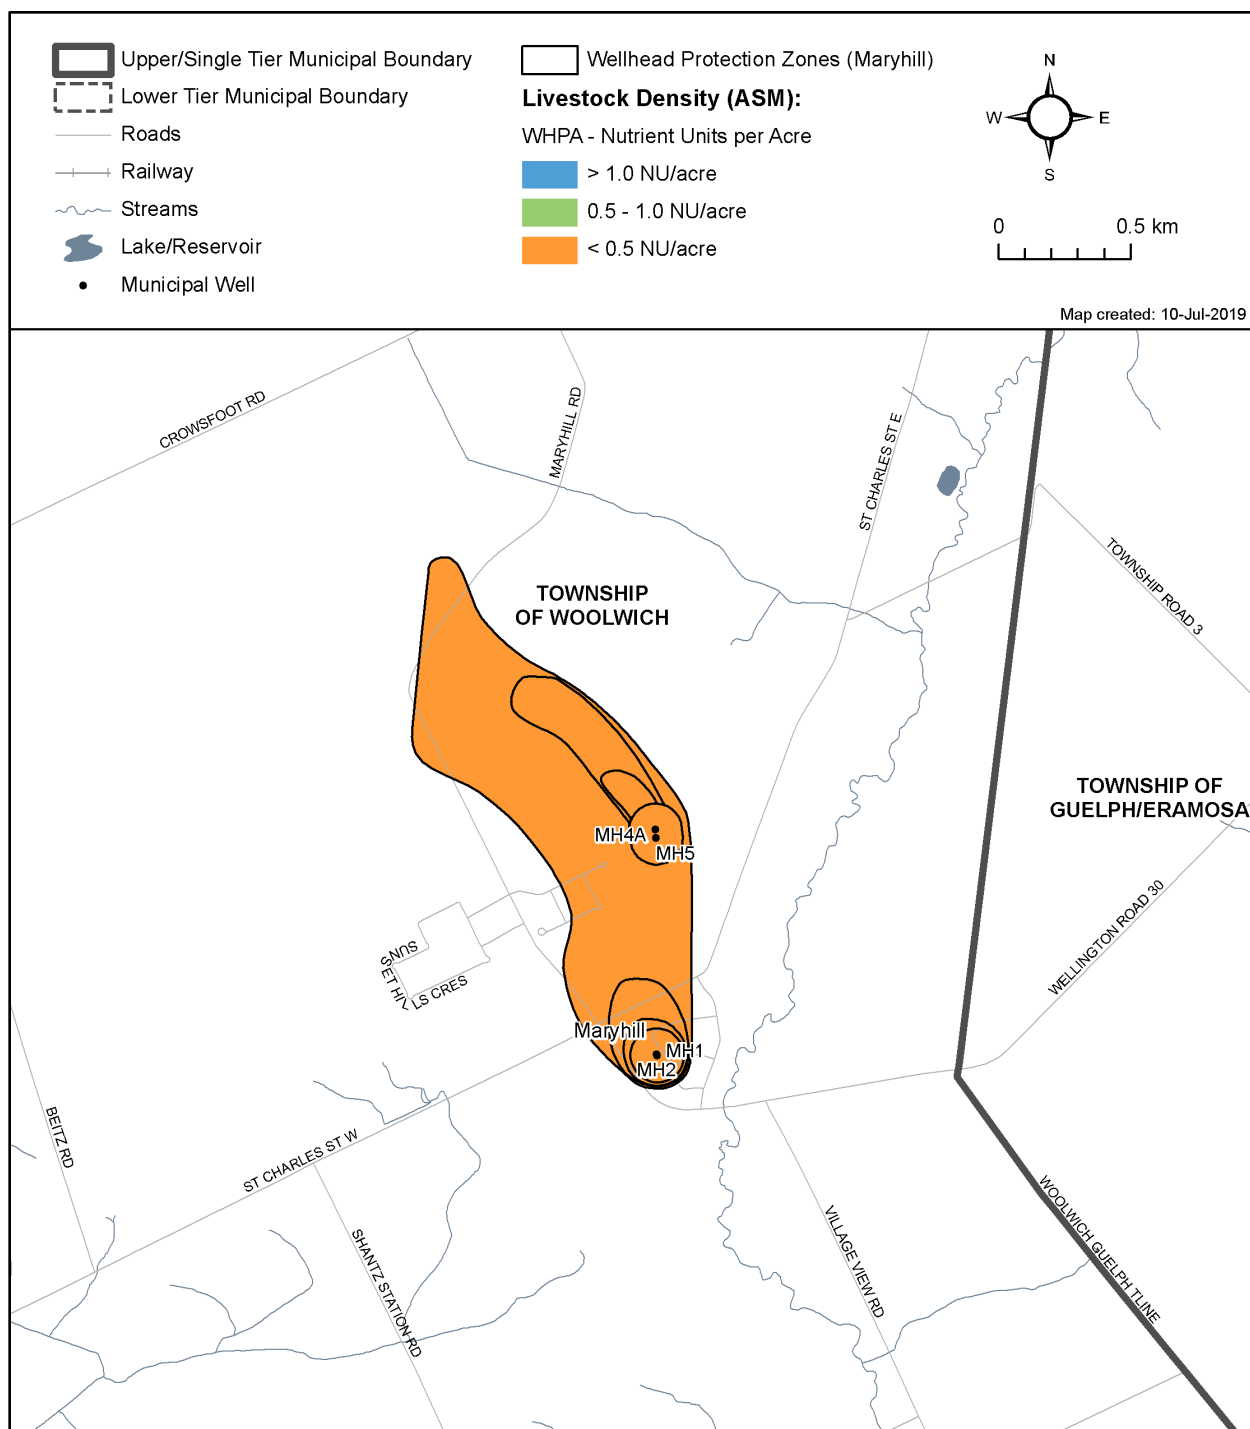 Upper/Single Tier Municipal Boundary
Lower Tier Municipal Boundary
Roads
Railway
Streams
Lake/Reservoir
Municipal Well
Wellhead Protection Zones (Maryhill)
Livestock Density (ASM):
WHPA - Nutrient Units per Acre
> 1.0 NU/acre
0.5 - 1.0 NU/acre
< 0.5 NU/acre
N
W
E
S
0
0.5 km
Map created: 10-Jul-2019
CROWSFOOT RD
MARYHILL RD
ST CHARLES ST E
TOWNSHIP ROAD 3
TOWNSHIP
OF WOOLWICH
TOWNSHIP OF
GUELPH/ERAMOSA
MH4A
MH5
WELLINGTON ROAD 30
SUNSET HILLS CRES
Maryhill
MH1
MH2
BEITZ RD
ST CHARLES ST W
SHANTZ STATION RD
VILLAGE VIEW RD
WOOLWICH GUELPH TLINE